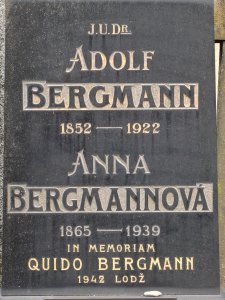 J.U.DR.
ADOLF
BERGMANN
1852 — 1922
ANNA
BERGMANNOVÁ
1865 — 1939
IN MEMORIAM
QUIDO BERGMANN
1942 LODŽ